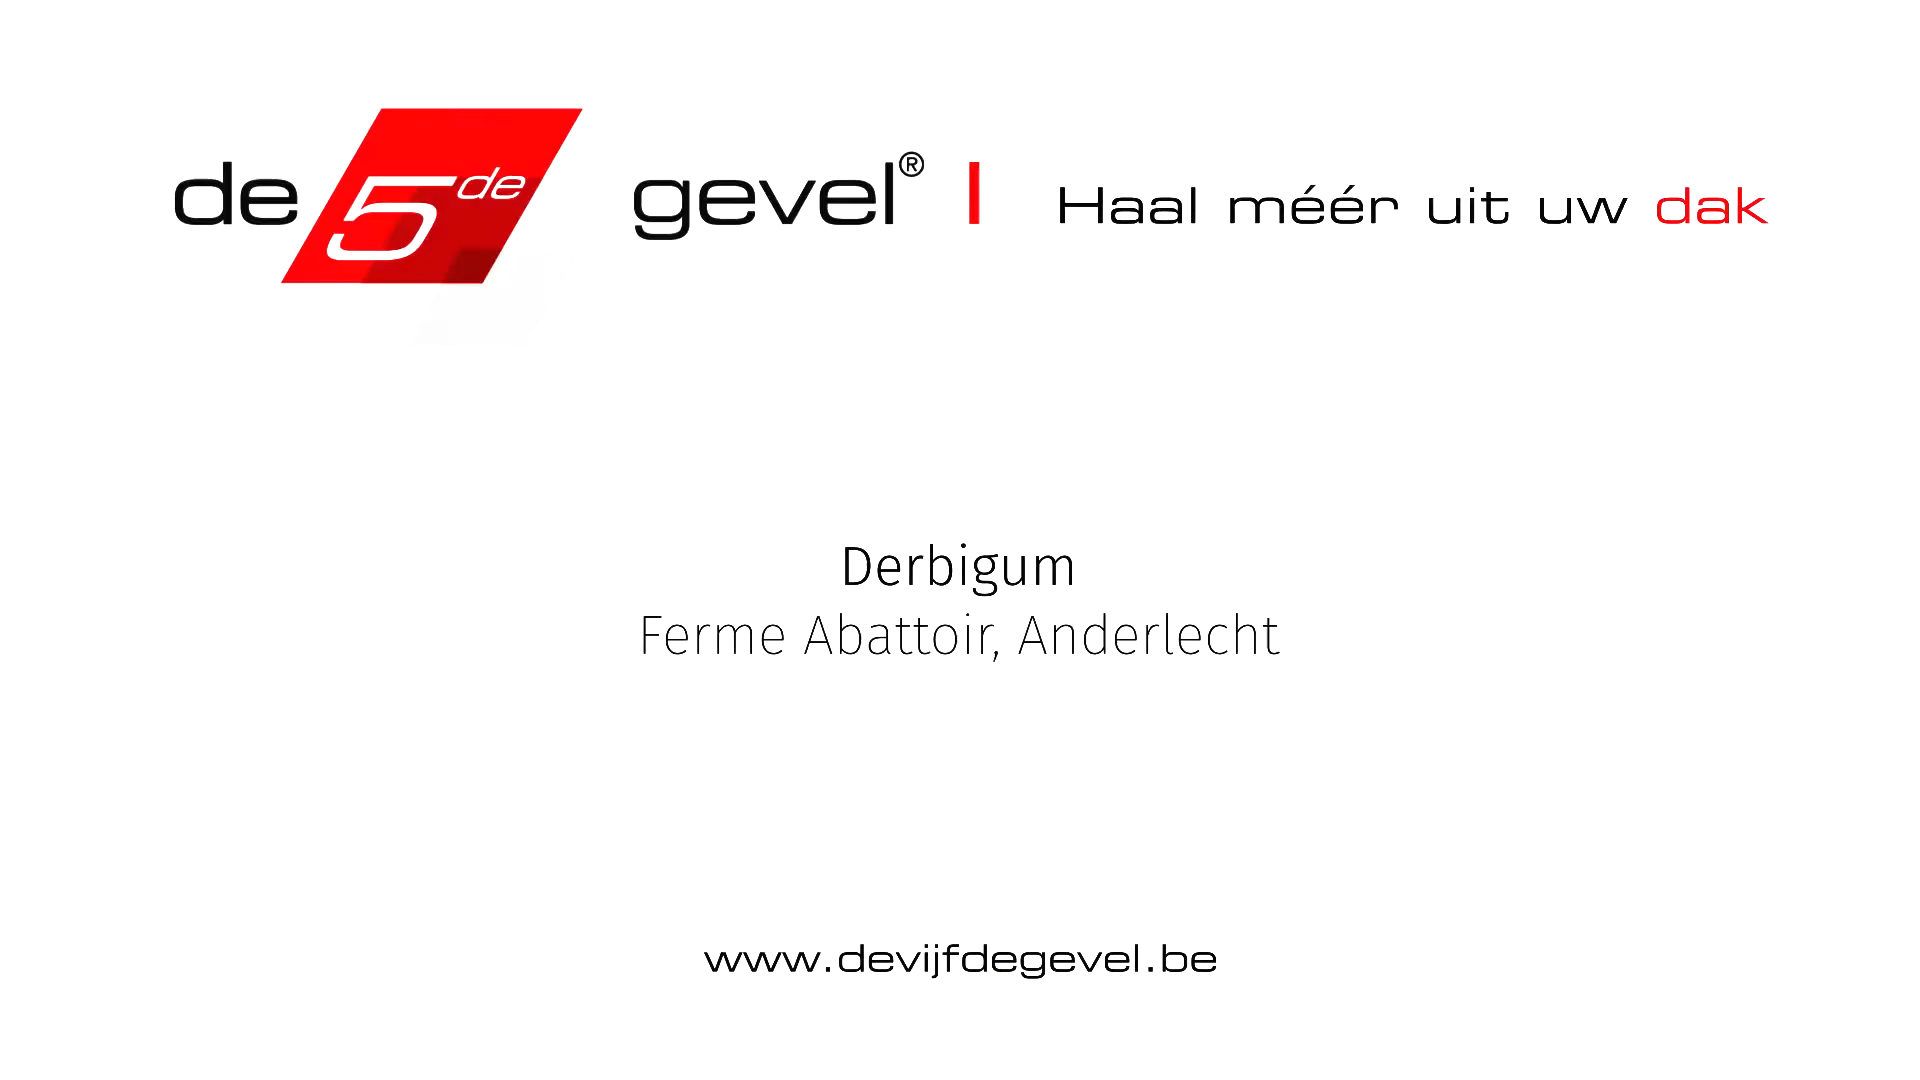 de 5de gevel® | Haal méér uit uw dak
Derbigum
Ferme Abattoir, Anderlecht
www.devijfdegevel.be